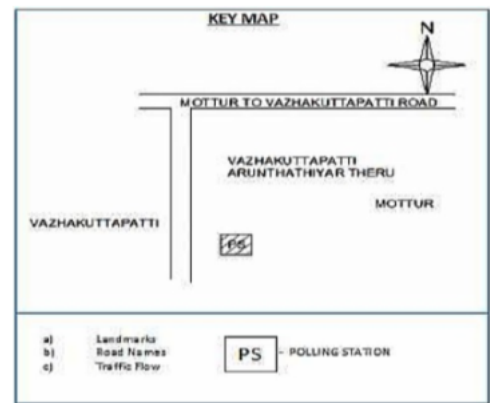 KEY MAP
N
MOTTUR TO VAZHAKUTTAPATTI ROAD
VAZHAKUTTAPATTI
ARUNTHATHIYAR THERU
MOTTUR
VAZHAKUTTAPATTI
PS
a) Landmarks
b) Road Names
c) Traffic Flow
PS - POLLING STATION